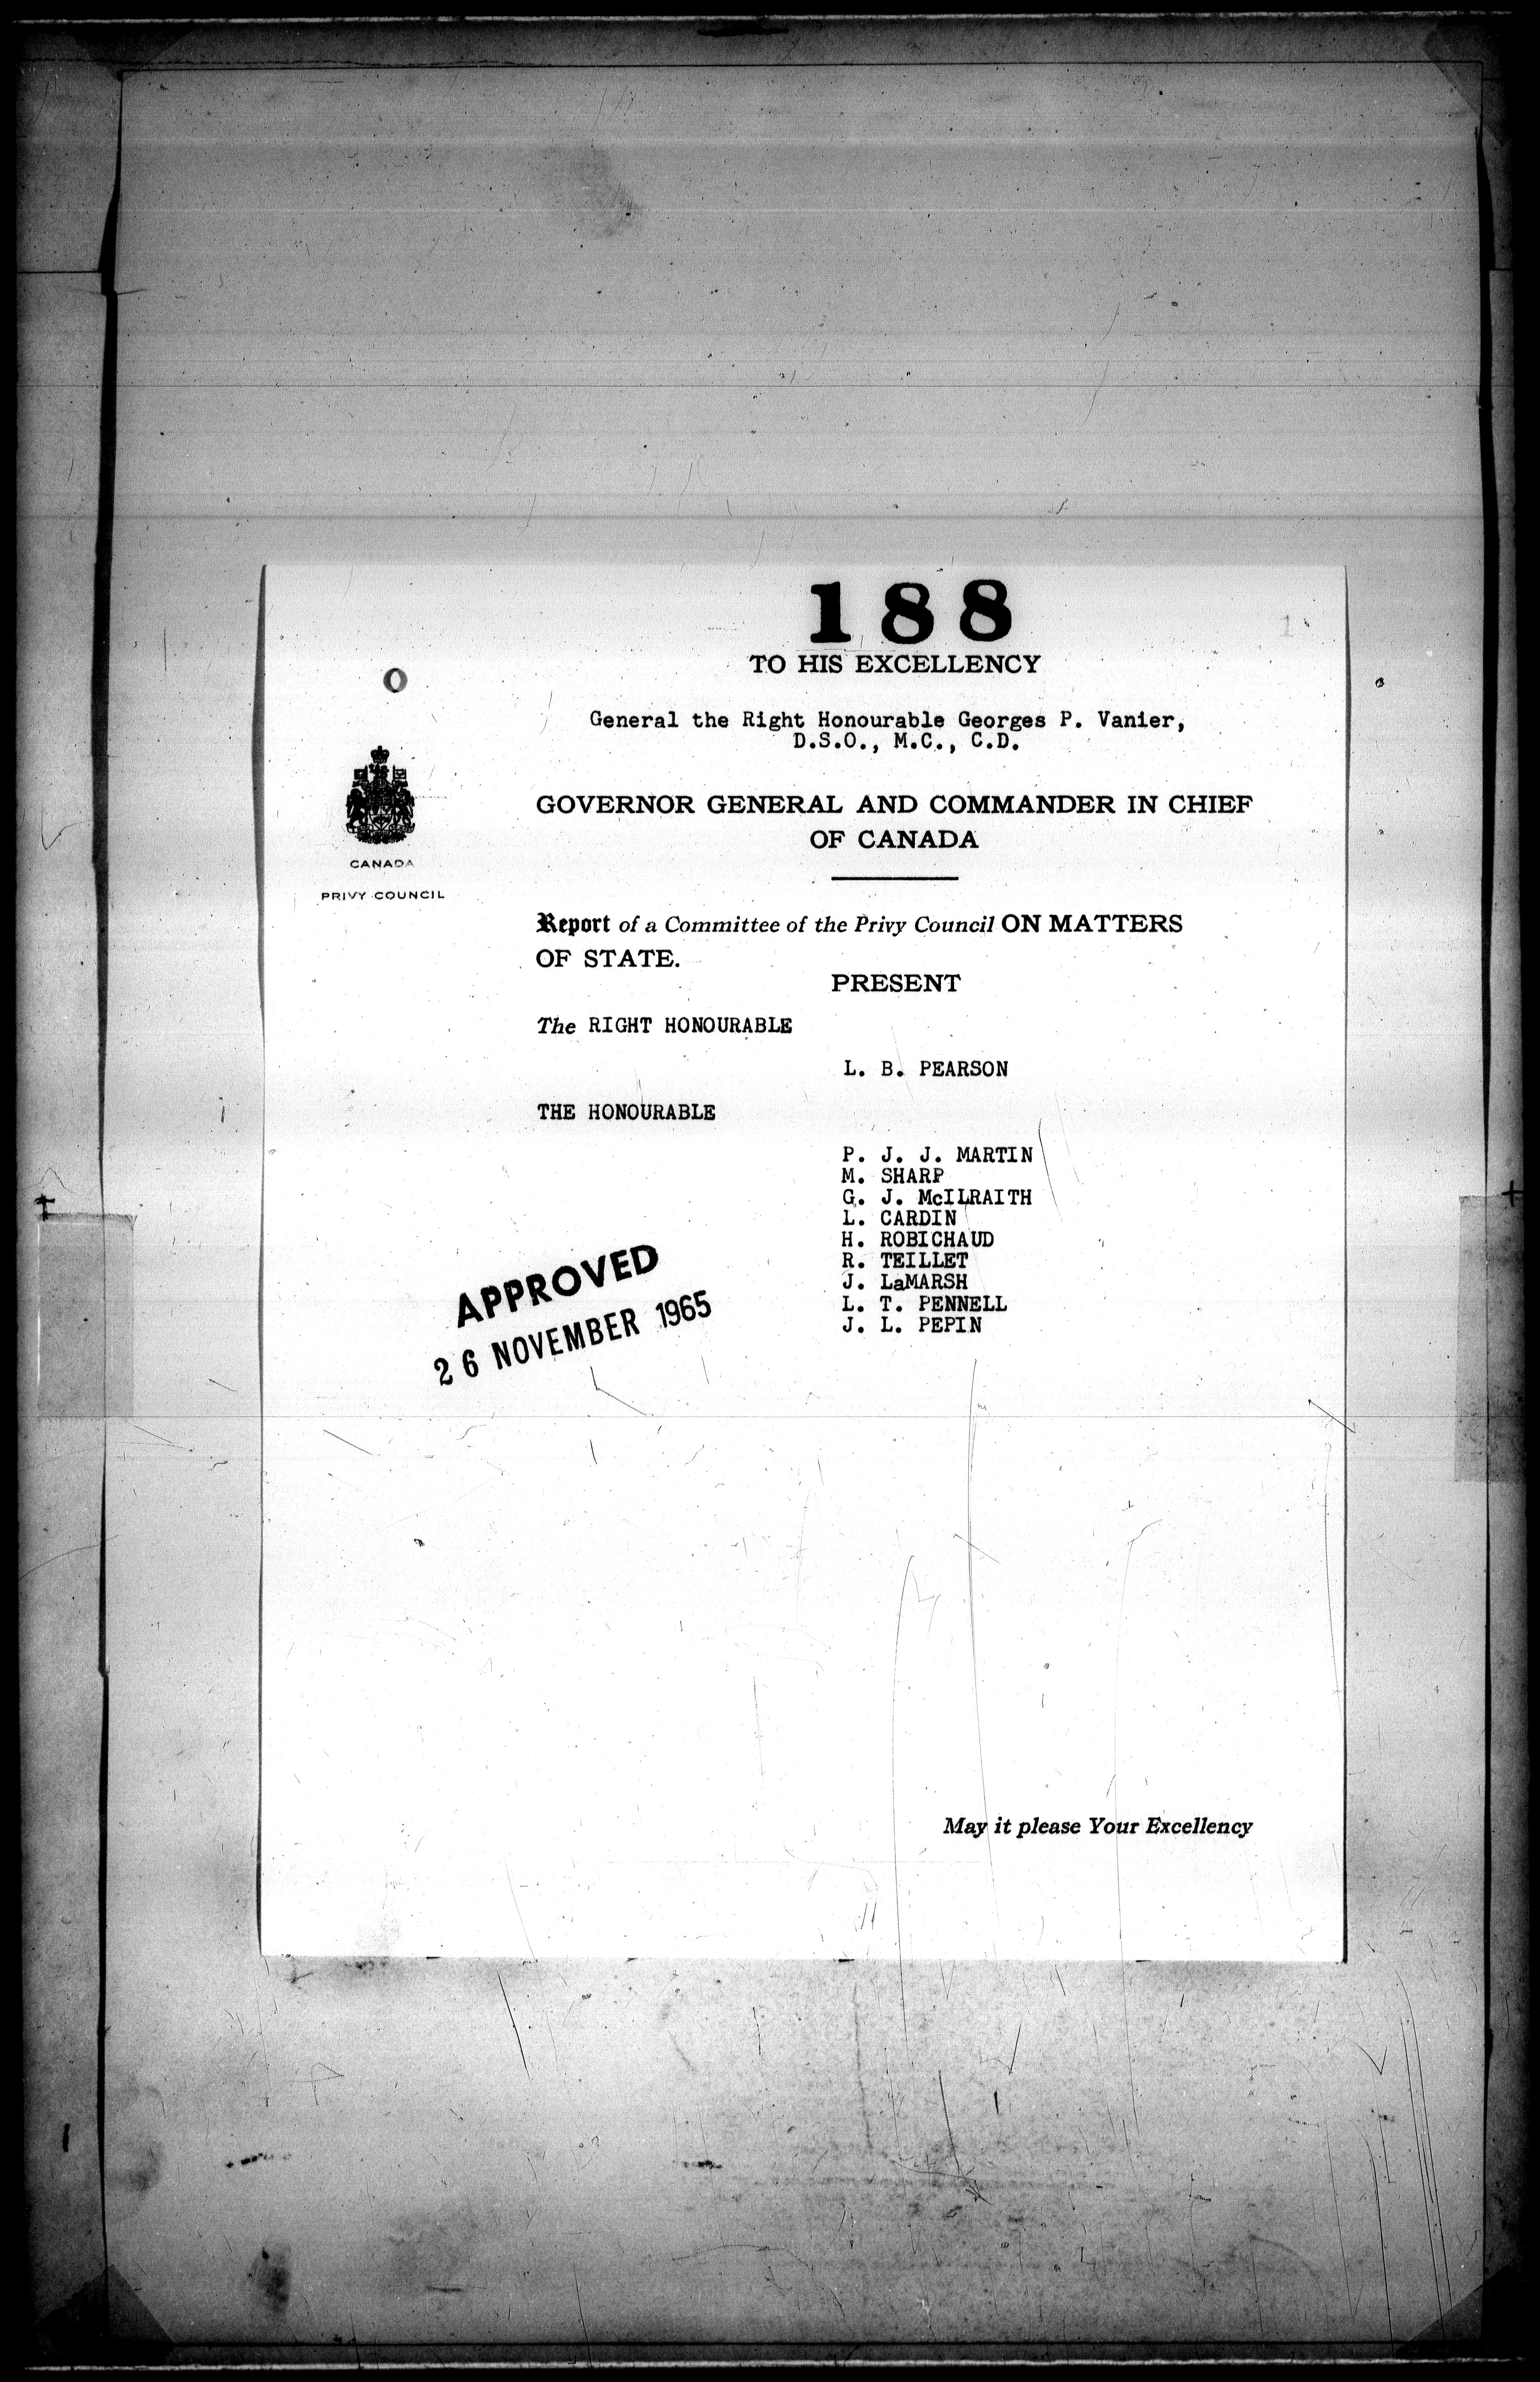 188
TO HIS EXCELLENCY
General the Right Honourable Georges P. Vanier,
D.S.O., M.C., C.D.
GOVERNOR GENERAL AND COMMANDER IN CHIEF
OF CANADA
CANADA
PRIVY COUNCIL
Report of a Committee of the Privy Council ON MATTERS
OF STATE.
PRESENT
The RIGHT HONOURABLE
L. B. PEARSON
THE HONOURABLE
P. J. J. MARTIN
M. SHARP
G. J. McILRAITH
L. CARDIN
H. ROBICHAUD
R. TEILLET
J. LaMARSH
L. T. PENNELL
J. L. PEPIN
APPROVED
26 NOVEMBER 1965
May it please Your Excellency